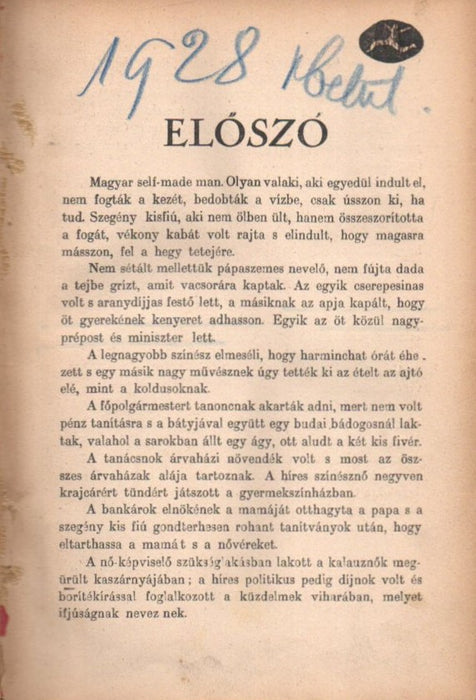 1928
ELŐSZÓ
Magyar self-made man. Olyan valaki, aki egyedül indult el,
nem fogták a kezét, bedobták a vízbe, csak ússzon ki, ha
tud. Szegény kisfiú, aki nem ölben ült, hanem összeszorította
a fogát, vékony kabát volt rajta s elindult, hogy magasra
másszon, fel a hegy tetejére.
Nem sétált mellettük pápaszemes nevelő, nem fújta dada
a tejbe grízt, amit vacsorára kaptak. Az egyik cserepesinas
volt s aranydíjjas festő lett, a másiknak az apja kapált, hogy
öt gyerekének kenyeret adhasson. Egyik az öt közül nagy-
prépost és miniszter lett.
A legnagyobb színész elmeséli, hogy harminchat órát éhe-
zett s egy másik nagy művésznek úgy tették ki az ételt az ajtó
elé, mint a koldusoknak.
A főpolgármestert tanoncnak akarták adni, mert nem volt
pénz tanításra s a bátyjával együtt egy budai bádogosnál lak-
tak, valahol a sarokban állt egy ágy, ott aludt a két kis fivér.
A tanácsnok árvaházi növendék volt s most az ösz-
szes árvaházak alája tartoznak. A híres színésznő negyven
krajcárért tündért játszott a gyermekszínházban.
A bankárok elnökének a mamáját otthagyta a papa s a
szegény kis fiú gondterhesen rohant tanítványok után, hogy
eltarthassa a mamát s a nővéreket.
A nő-képviselő szükséglakásban lakott a kalauznők meg-
ürült kaszárnyájában; a híres politikus pedig dijnok volt és
borítékírással foglalkozott a küzdelmek viharában, melyet
ifjúságnak nevez nek.